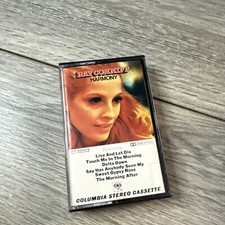 RAY CONNIFF
HARMONY
Live And Let Die
Touch Me In The Morning
Delta Dawn
Say Has Anybody Seen My
Sweet Gypsy Rose
The Morning After
COLUMBIA STEREO CASSETTE